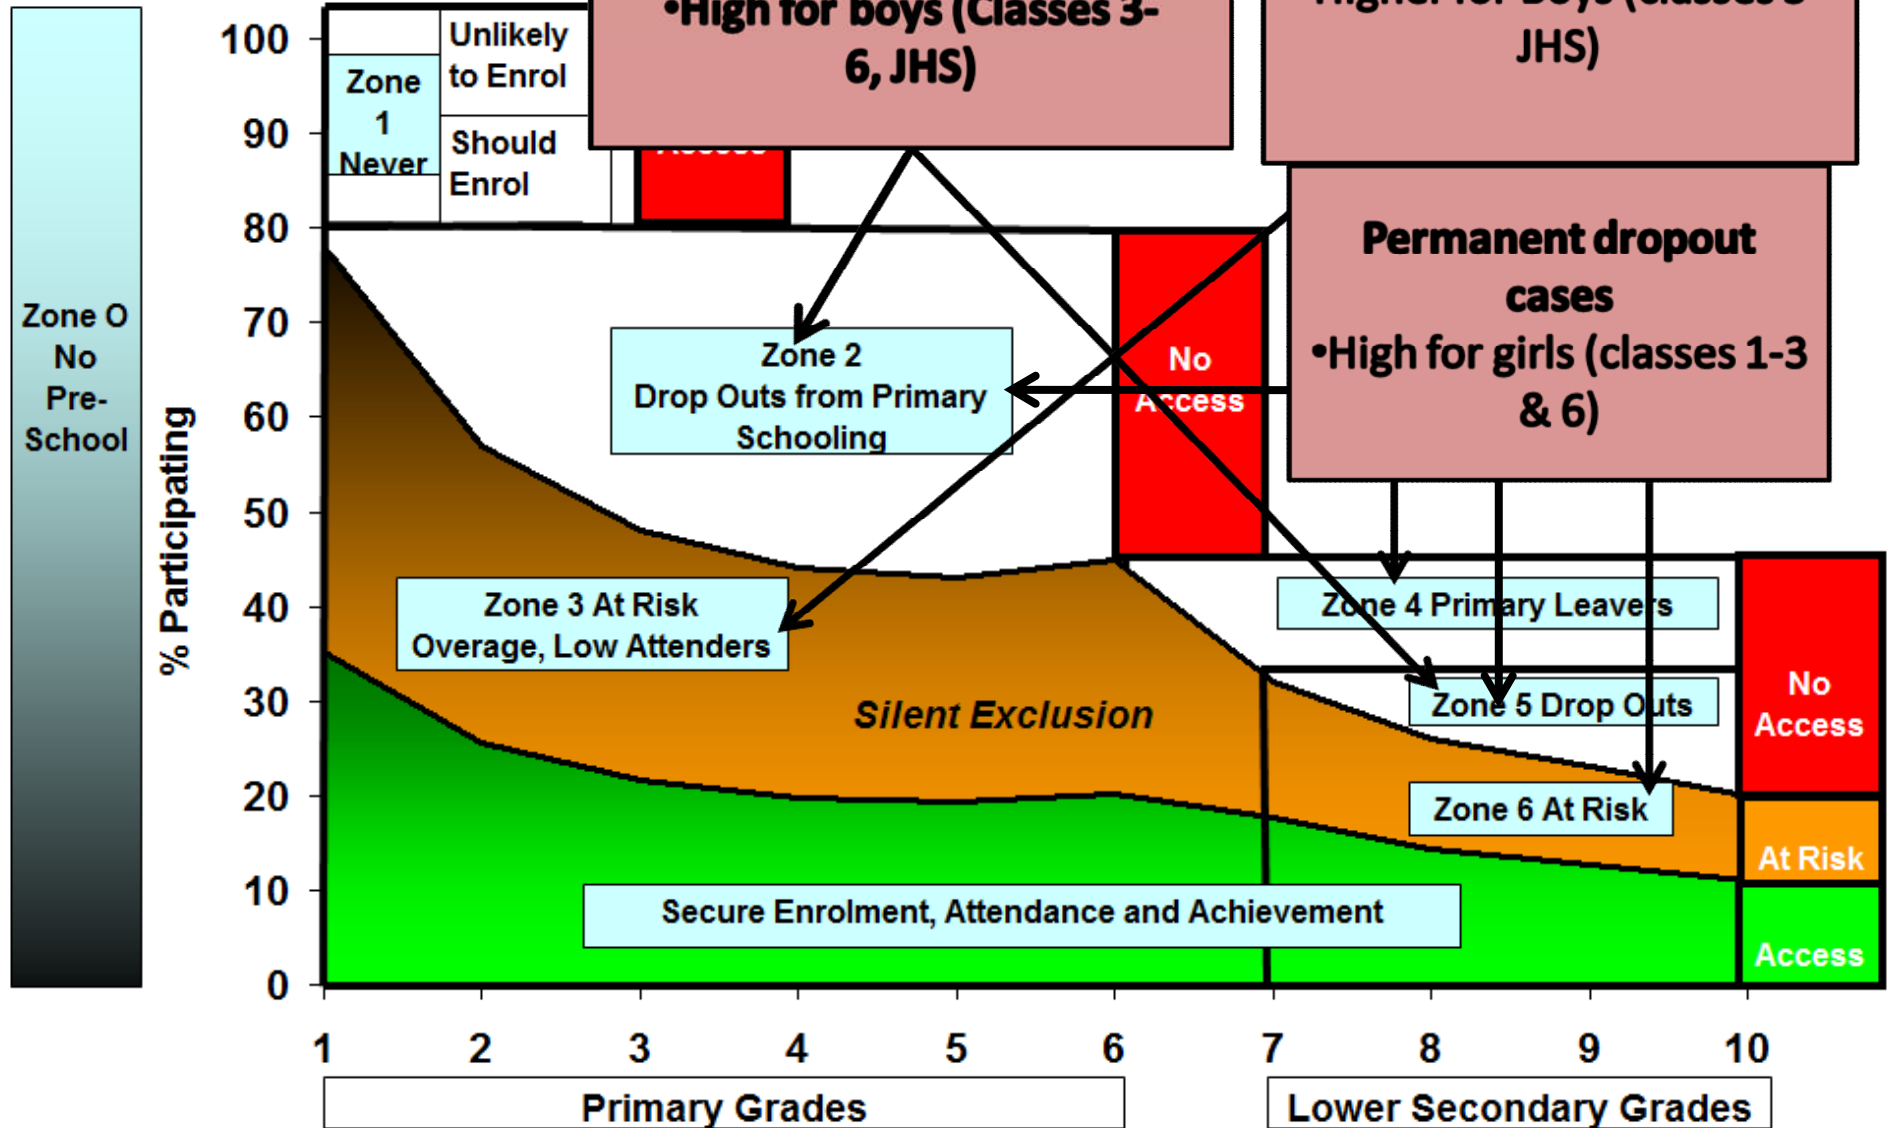 •High for boys (Classes 3-
6, JHS)
JHS)
Permanent dropout
cases
•High for girls (classes 1-3
& 6)
100
90
80
70
60
50
40
30
20
10
0
% Participating
Zone O
No
Pre-
School
Zone
1
Never
Unlikely
to Enrol
Should
Enrol
Zone 2
Drop Outs from Primary
Schooling
No
Access
Zone 3 At Risk
Overage, Low Attenders
Silent Exclusion
Zone 4 Primary Leavers
Zone 5 Drop Outs
Zone 6 At Risk
Secure Enrolment, Attendance and Achievement
No
Access
At Risk
Access
1 2 3 4 5 6 7 8 9 10
Primary Grades
Lower Secondary Grades